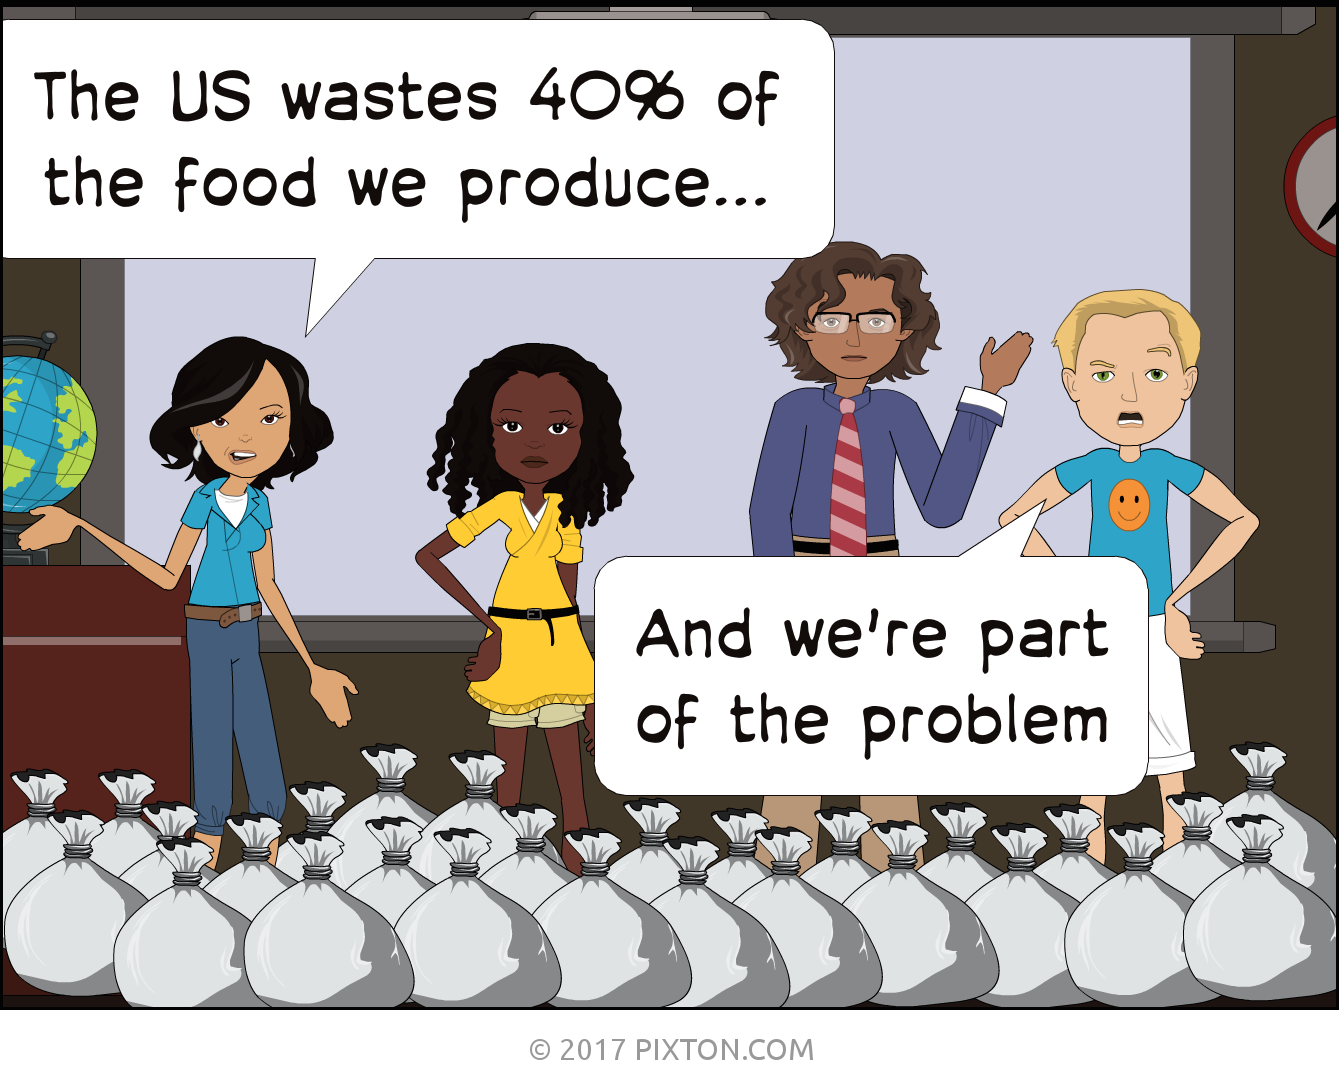 The US wastes 40% of
the food we produce...
And we're part
of the problem
© 2017 PIXTON.COM